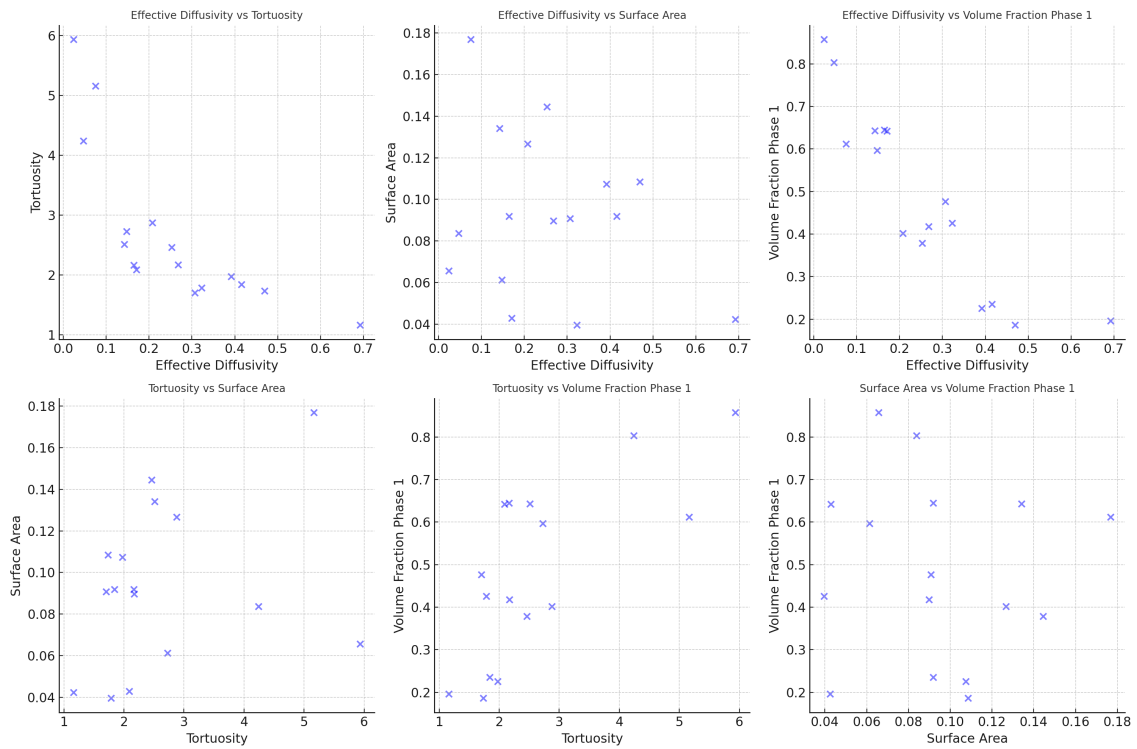 Effective Diffusivity vs Tortuosity
6
5
4
3
2
1
Tortuosity
0.0 0.1 0.2 0.3 0.4 0.5 0.6 0.7
Effective Diffusivity
Effective Diffusivity vs Surface Area
0.18
0.16
0.14
0.12
0.10
0.08
0.06
0.04
Surface Area
0.0 0.1 0.2 0.3 0.4 0.5 0.6 0.7
Effective Diffusivity
Effective Diffusivity vs Volume Fraction Phase 1
0.8
0.7
0.6
0.5
0.4
0.3
0.2
Volume Fraction Phase 1
0.0 0.1 0.2 0.3 0.4 0.5 0.6 0.7
Effective Diffusivity
Tortuosity vs Surface Area
0.18
0.16
0.14
0.12
0.10
0.08
0.06
0.04
Surface Area
1 2 3 4 5 6
Tortuosity
Tortuosity vs Volume Fraction Phase 1
0.8
0.7
0.6
0.5
0.4
0.3
0.2
Volume Fraction Phase 1
1 2 3 4 5 6
Tortuosity
Surface Area vs Volume Fraction Phase 1
0.8
0.7
0.6
0.5
0.4
0.3
0.2
Volume Fraction Phase 1
0.04 0.06 0.08 0.10 0.12 0.14 0.16 0.18
Surface Area